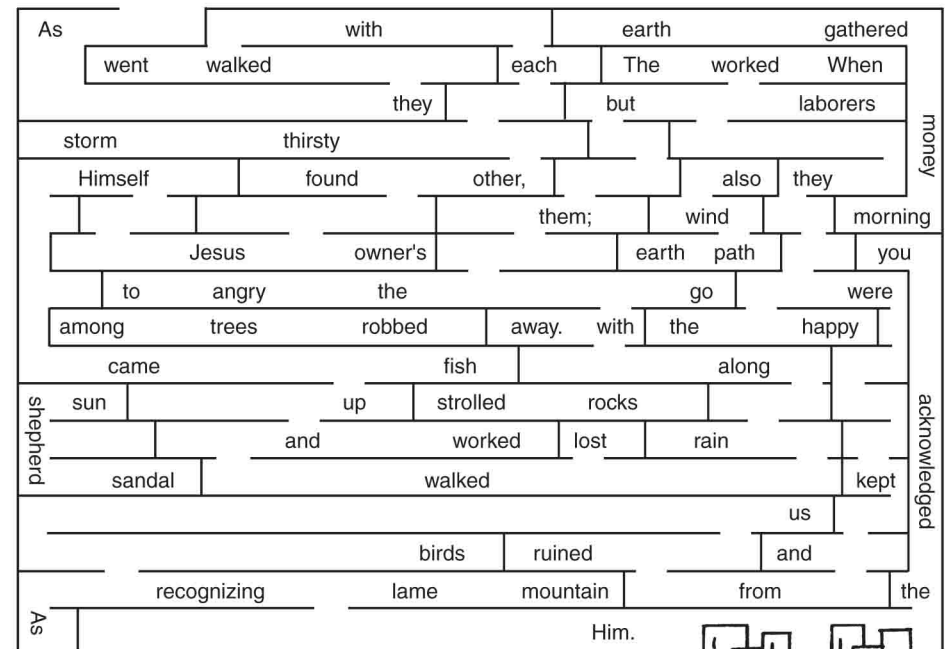 As with earth gathered
went walked each The worked When
they but laborers
money
storm thirsty
Himself found other, also they
them; wind morning
Jesus owner's earth path you
to angry the go were
among trees robbed away. with the happy
came fish along
shepherd
sun up strolled rocks
acknowledged
and worked lost rain
sandal walked kept
us
birds ruined and
recognizing lame mountain from the
As
Him.